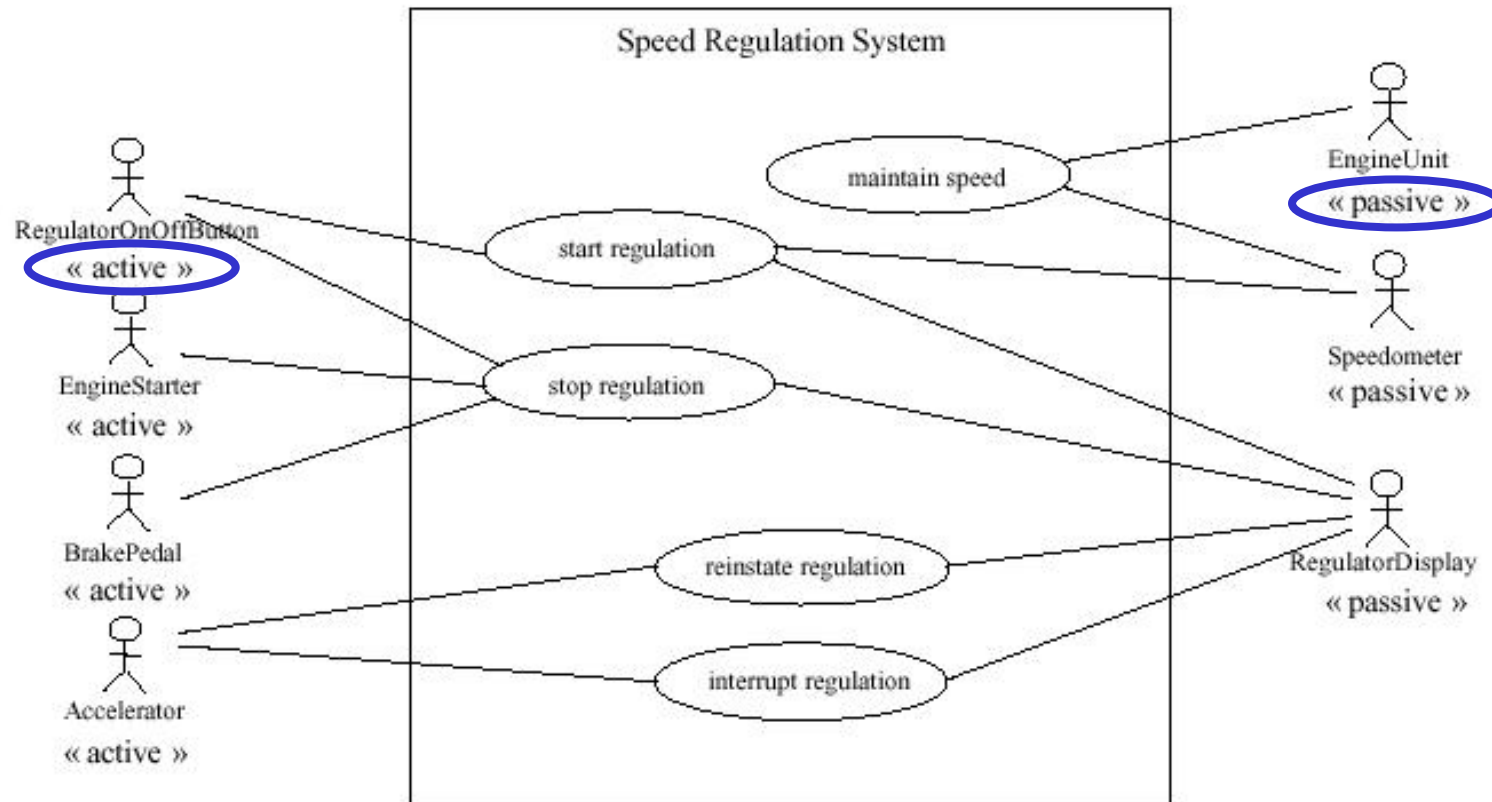 Speed Regulation System
RegulatorOnOffButton
« active »
EngineStarter
« active »
BrakePedal
« active »
Accelerator
« active »
maintain speed
start regulation
stop regulation
reinstate regulation
interrupt regulation
EngineUnit
« passive »
Speedometer
« passive »
RegulatorDisplay
« passive »